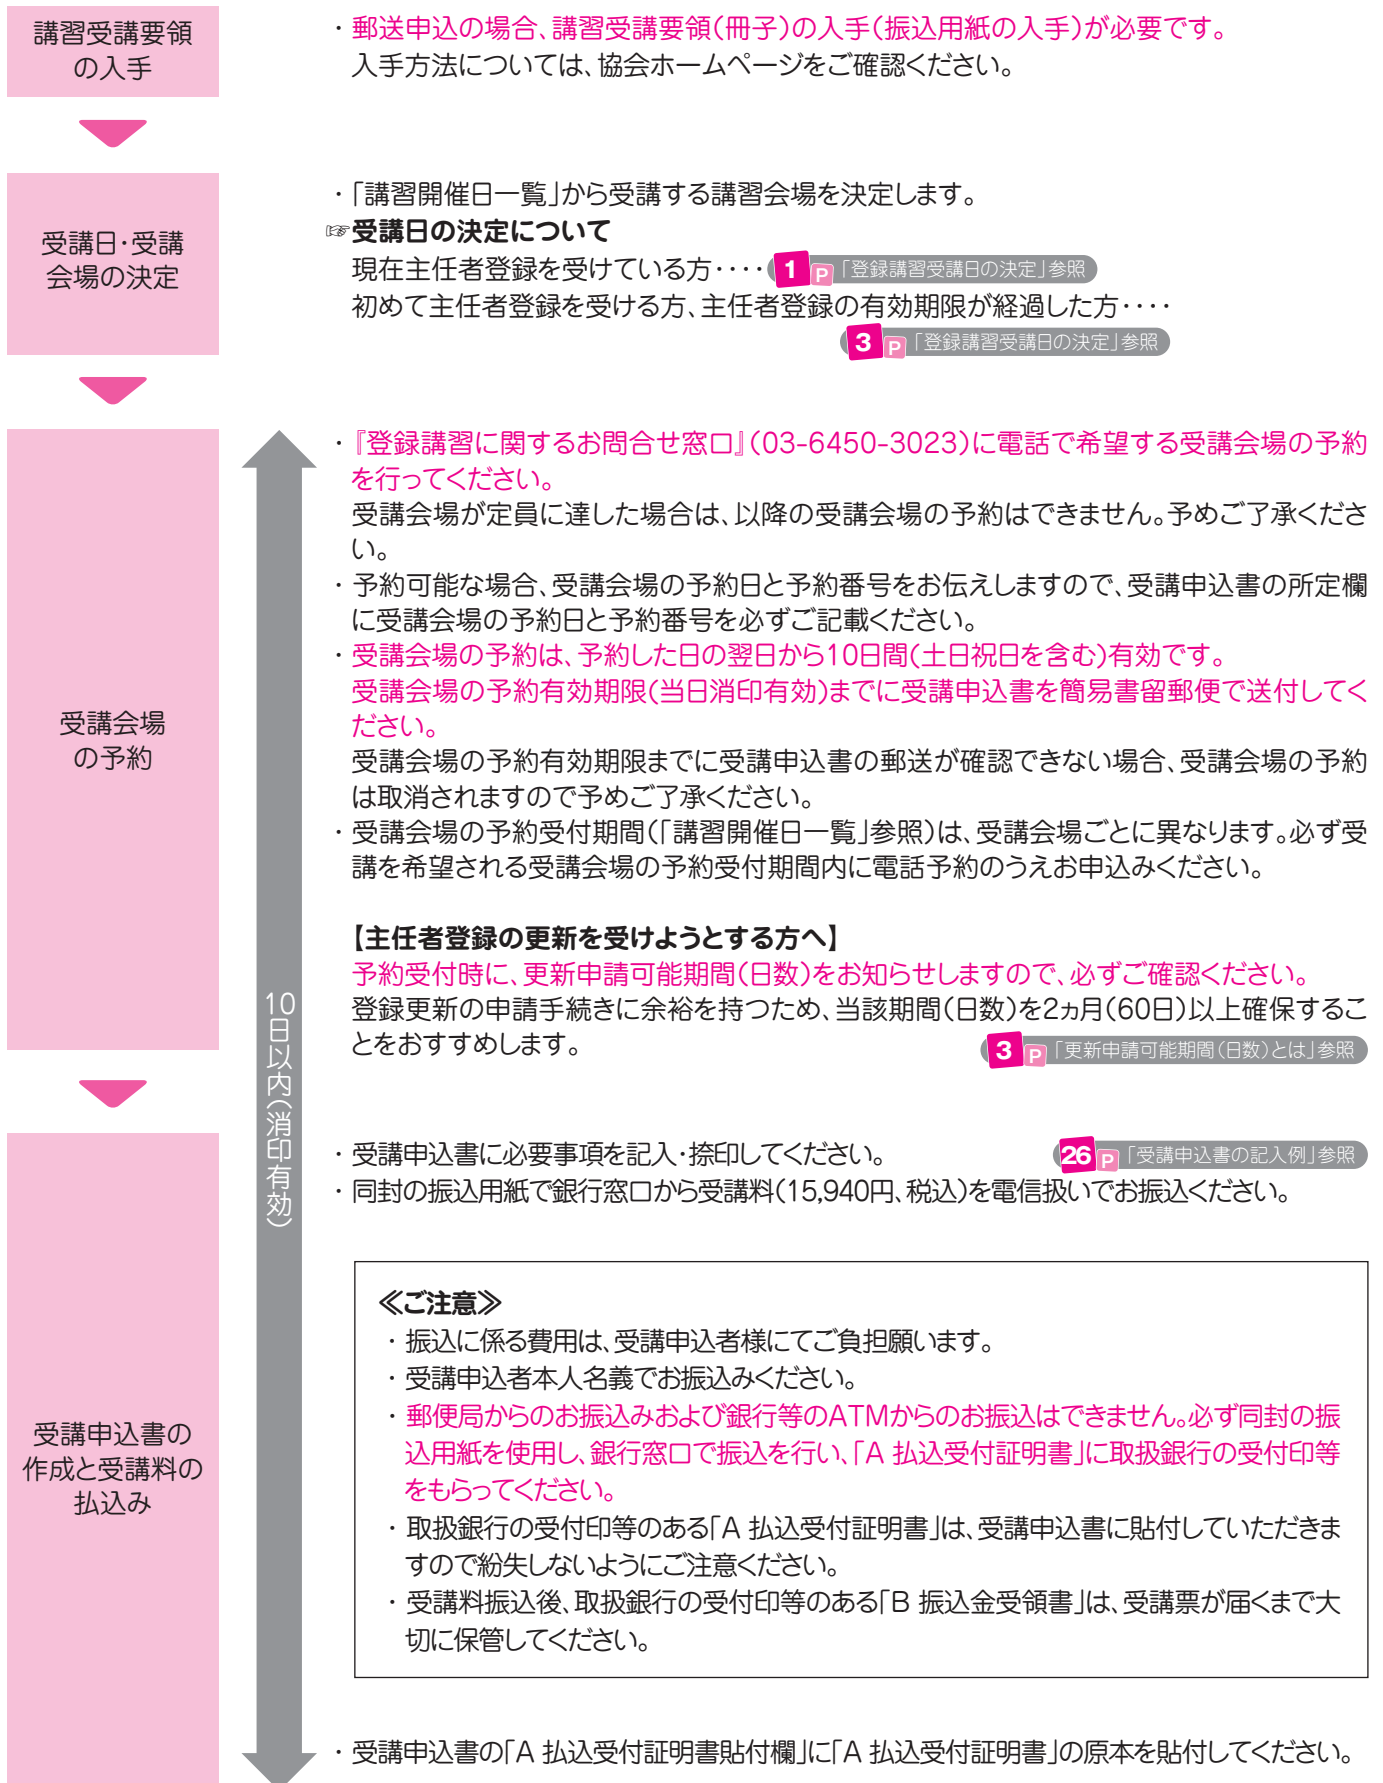 講習受講要領
の入手
・郵送申込の場合、講習受講要領（冊子）の入手（振込用紙の入手）が必要です。
入手方法については、協会ホームページをご確認ください。
受講日・受講
会場の決定
・「講習開催日一覧」から受講する講習会場を決定します。
☞受講日の決定について
現在主任者登録を受けている方・・・・1P「登録講習受講日の決定」参照
初めて主任者登録を受ける方、主任者登録の有効期限が経過した方・・・・
3P「登録講習受講日の決定」参照
受講会場
の予約
・『登録講習に関するお問合せ窓口』（03-6450-3023）に電話で希望する受講会場の予約
を行ってください。
受講会場が定員に達した場合は、以降の受講会場の予約はできません。予めご了承くださ
い。
・予約可能な場合、受講会場の予約日と予約番号をお伝えしますので、受講申込書の所定欄
に受講会場の予約日と予約番号を必ずご記載ください。
・受講会場の予約は、予約した日の翌日から10日間(土日祝日を含む)有効です。
受講会場の予約有効期限(当日消印有効)までに受講申込書を簡易書留郵便で送付してく
ださい。
受講会場の予約有効期限までに受講申込書の郵送が確認できない場合、受講会場の予約
は取消されますので予めご了承ください。
・受講会場の予約受付期間（「講習開催日一覧」参照）は、受講会場ごとに異なります。必ず受
講を希望される受講会場の予約受付期間内に電話予約のうえお申込みください。
【主任者登録の更新を受けようとする方へ】
予約受付時に、更新申請可能期間（日数）をお知らせしますので、必ずご確認ください。
登録更新の申請手続きに余裕を持つため、当該期間（日数）を2ヵ月（60日）以上確保するこ
とをおすすめします。
3P「更新申請可能期間（日数）とは」参照
10日以内（消印有効）
受講申込書の
作成と受講料の
払込み
・受講申込書に必要事項を記入・捺印してください。
26P「受講申込書の記入例」参照
・同封の振込用紙で銀行窓口から受講料（15,940円、税込）を電信扱いでお振込ください。
≪ご注意≫
・振込に係る費用は、受講申込者様にてご負担願います。
・受講申込者本人名義でお振込みください。
・郵便局からのお振込みおよび銀行等のATMからのお振込はできません。必ず同封の振
込用紙を使用し、銀行窓口で振込を行い、「A 払込受付証明書」に取扱銀行の受付印等
をもらってください。
・取扱銀行の受付印等のある「A 払込受付証明書」は、受講申込書に貼付していただきま
すので紛失しないようにご注意ください。
・受講料振込後、取扱銀行の受付印等のある「B 振込金受領書」は、受講票が届くまで大
切に保管してください。
・受講申込書の「A 払込受付証明書貼付欄」に「A 払込受付証明書」の原本を貼付してください。